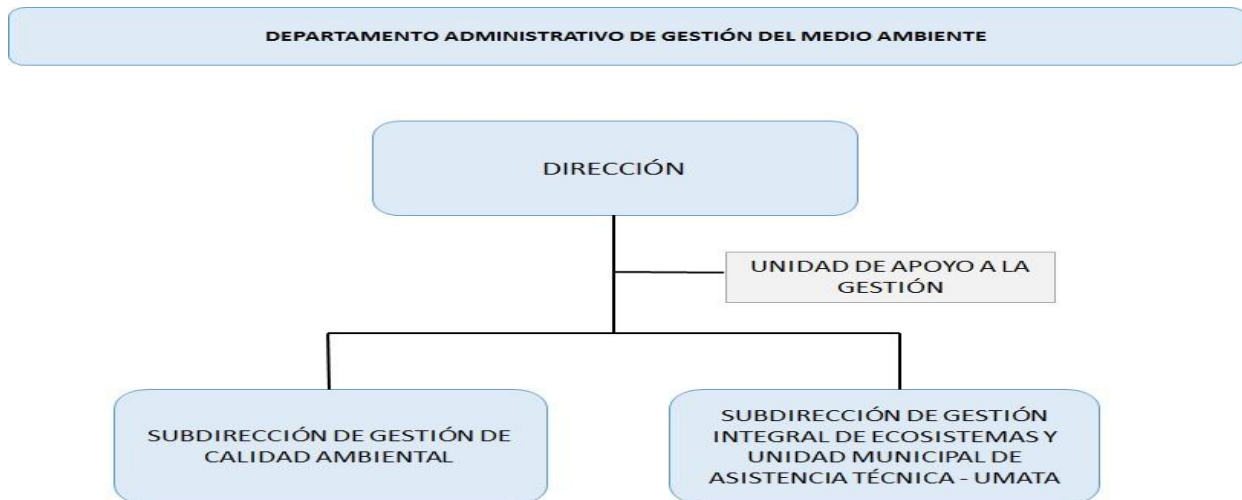 DEPARTAMENTO ADMINISTRATIVO DE GESTIÓN DEL MEDIO AMBIENTE
DIRECCIÓN
UNIDAD DE APOYO A LA
GESTIÓN
SUBDIRECCIÓN DE GESTIÓN DE
CALIDAD AMBIENTAL
SUBDIRECCIÓN DE GESTIÓN
INTEGRAL DE ECOSISTEMAS Y
UNIDAD MUNICIPAL DE
ASISTENCIA TÉCNICA - UMATA